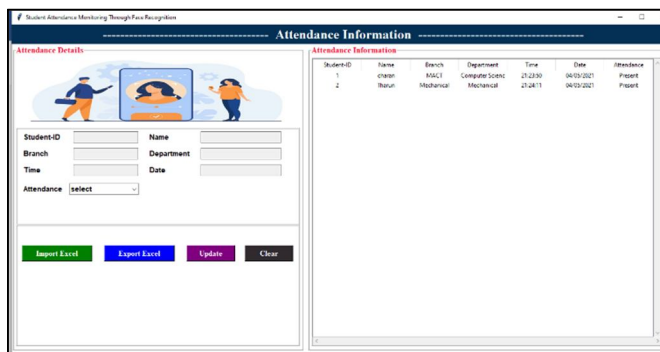 Student Attendance Monitoring Through Face Recognition
Attendance Information
Attendance Details
Student-ID Name
Branch Department
Time Date
Attendance select
Import Excel Export Excel Update Clear
Attendance Information
Student-ID Name Branch Department Time Date Attendance
1 charan MACT Computer Scienc 21:23:50 04/05/2021 Present
2 Tharun Mechanical Mechanical 21:24:11 04/05/2021 Present